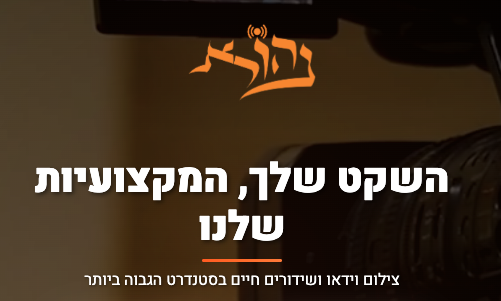 נהורא
השקט שלך, המקצועיות
שלנו
צילום וידאו ושידורים חיים בסטנדרט הגבוה ביותר